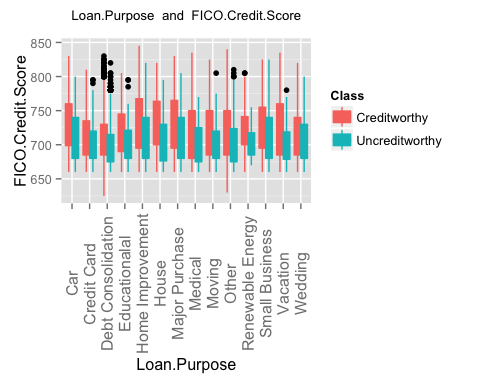 Loan.Purpose and FICO.Credit.Score
850
800
750
700
650
FICO.Credit.Score
Class
Creditworthy
Uncreditworthy
Car
Credit Card
Debt Consolidation
Educationalal
Home Improvement
House
Major Purchase
Medical
Moving
Other
Renewable Energy
Small Business
Vacation
Wedding
Loan.Purpose